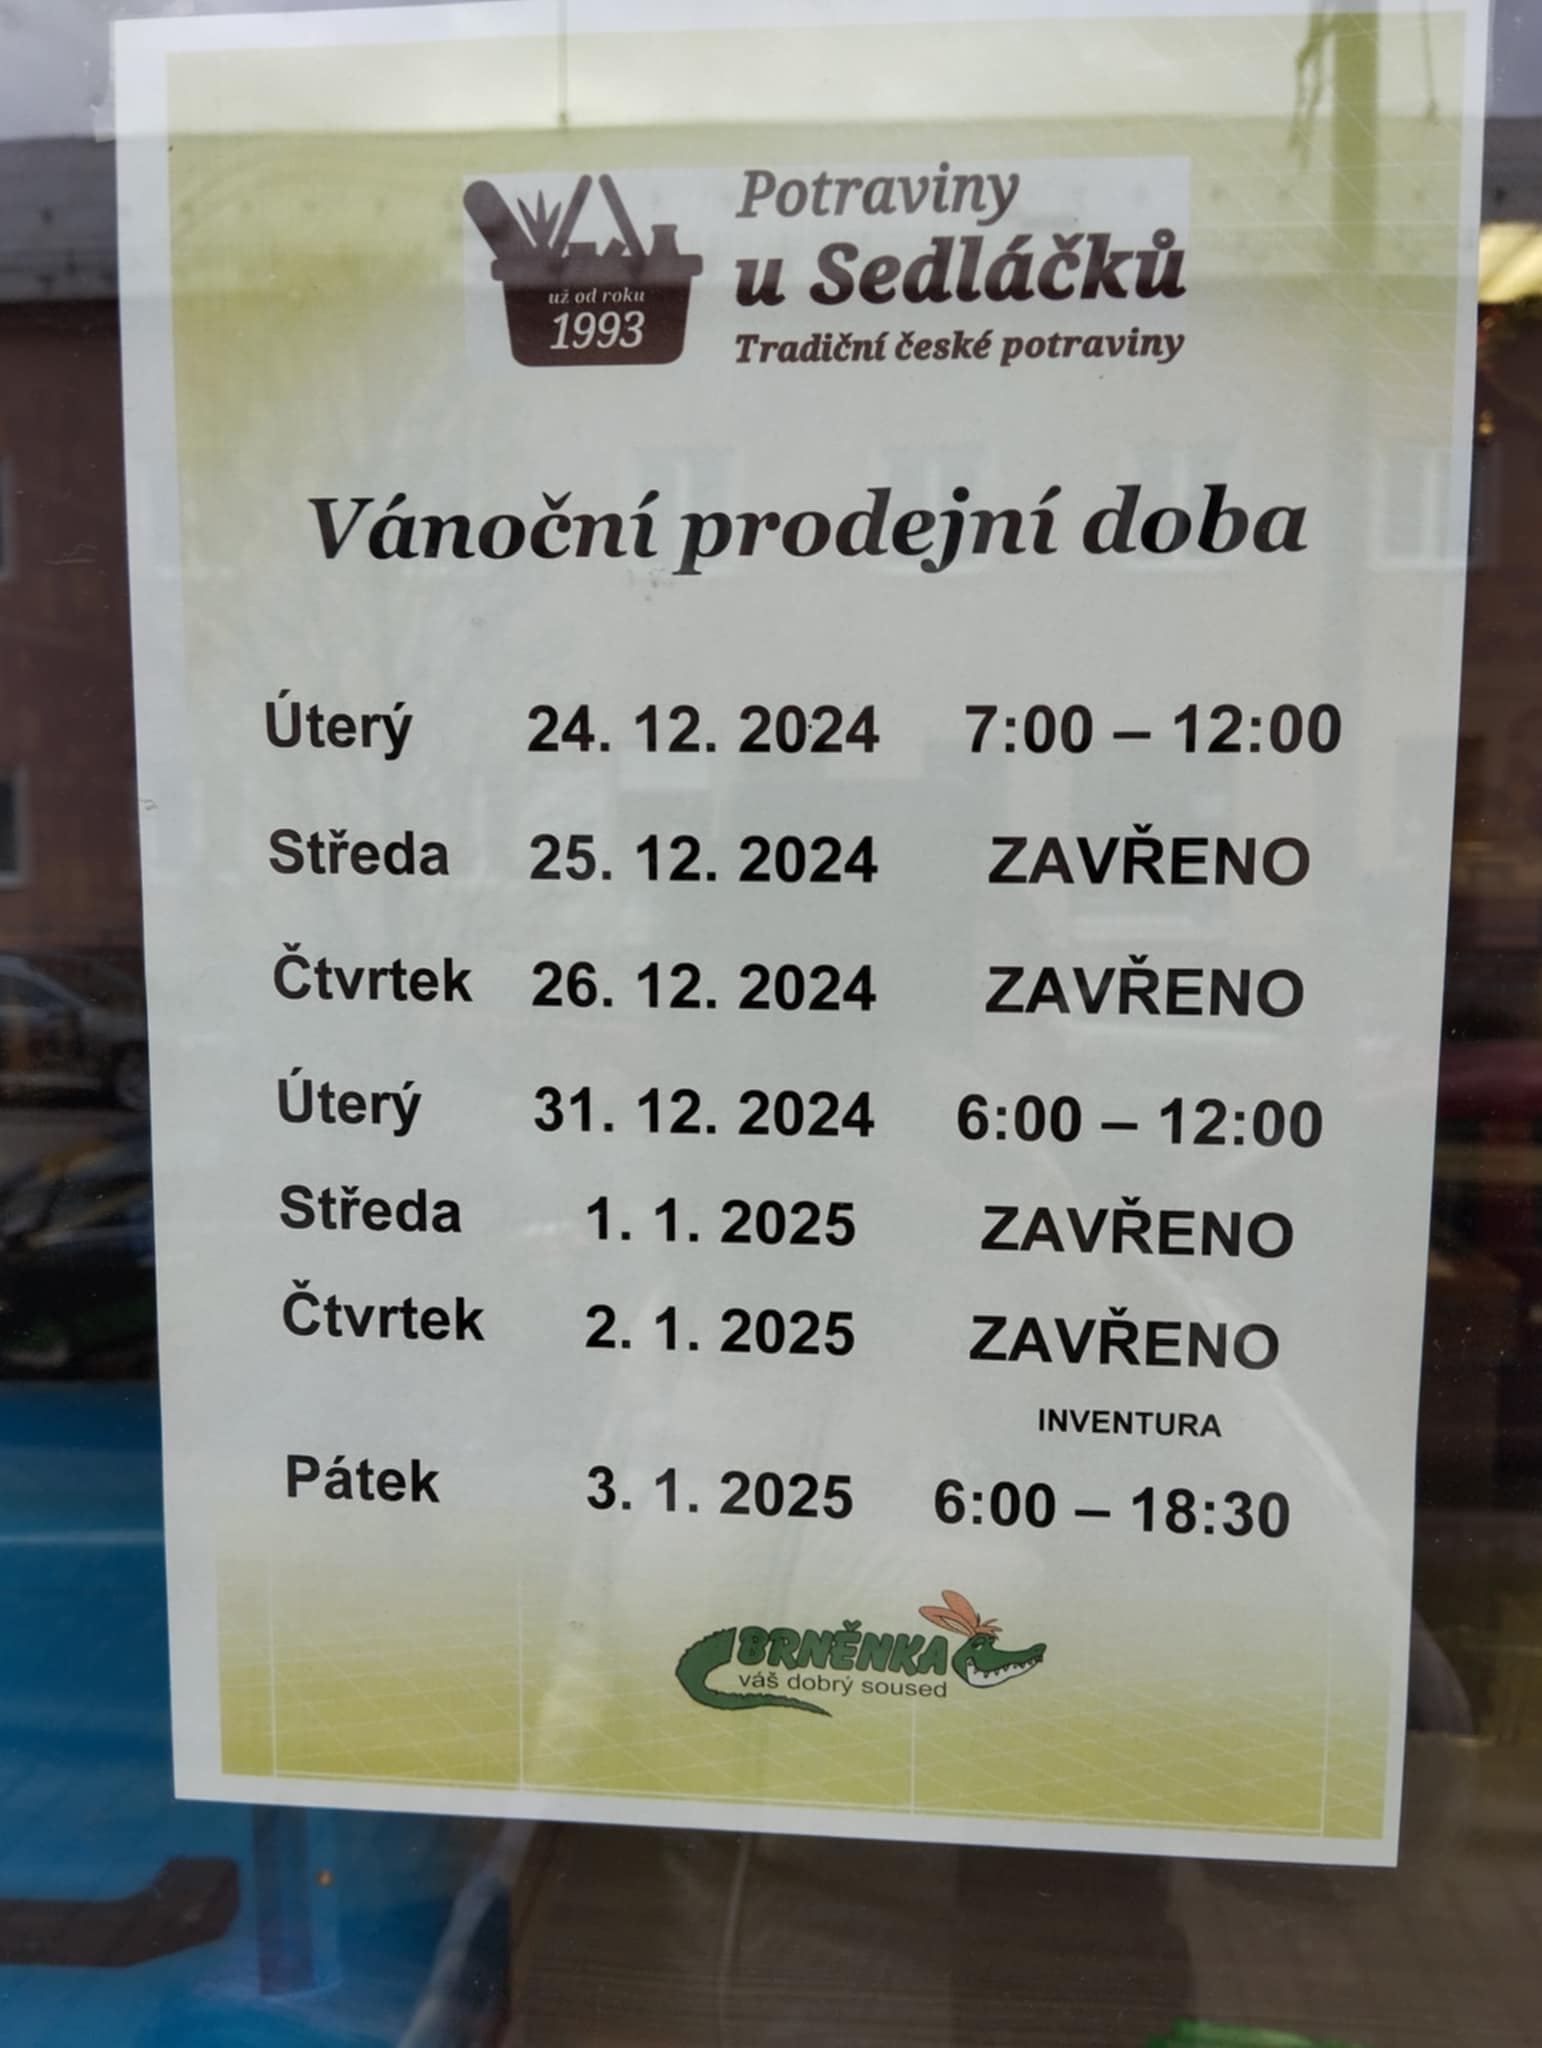 Potraviny
u Sedláčků
Tradiční české potraviny
už od roku
1993
Vánoční prodejní doba
Úterý 24. 12. 2024 7:00 – 12:00
Středa 25. 12. 2024 ZAVŘENO
Čtvrtek 26. 12. 2024 ZAVŘENO
Úterý 31. 12. 2024 6:00 – 12:00
Středa 1. 1. 2025 ZAVŘENO
Čtvrtek 2. 1. 2025 ZAVŘENO
INVENTURA
Pátek 3. 1. 2025 6:00 – 18:30
BRNĚNKA
váš dobrý soused